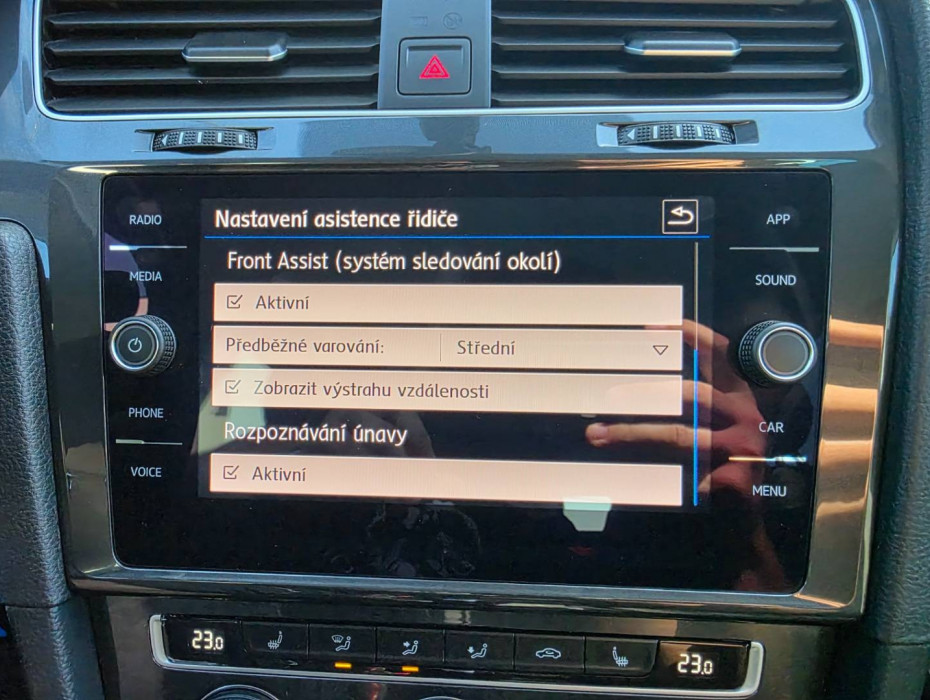 RADIO
Nastavení asistence řidiče
APP
MEDIA
Front Assist (systém sledování okolí)
SOUND
Aktivní
Předběžné varování: Střední
Zobrazit výstrahu vzdálenosti
PHONE
Rozpoznávání únavy
CAR
VOICE
Aktivní
MENU
23.0
23.0